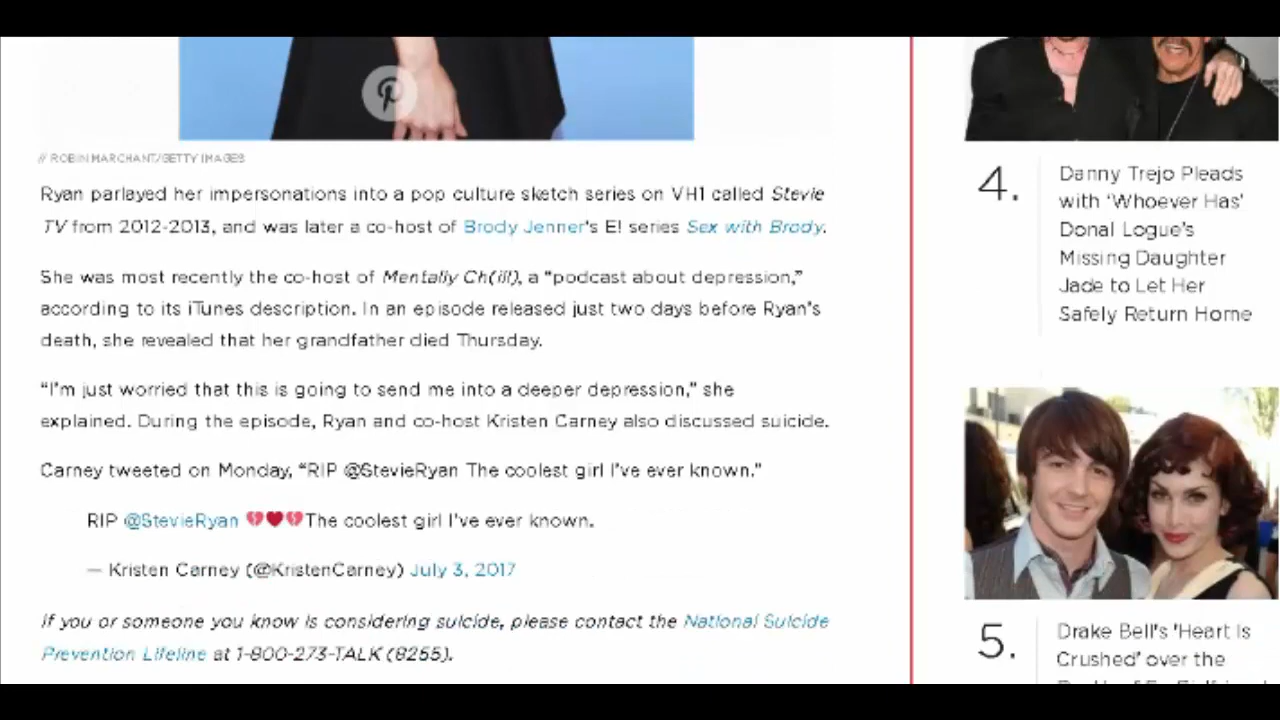 // ROBIN MARCHANT/GETTY IMAGES
Ryan parlayed her impersonations into a pop culture sketch series on VH1 called Stevie
TV from 2012-2013, and was later a co-host of Brody Jenner's E! series Sex with Brody.
She was most recently the co-host of Mentally Ch(ill), a “podcast about depression,”
according to its iTunes description. In an episode released just two days before Ryan's
death, she revealed that her grandfather died Thursday.
“I'm just worried that this is going to send me into a deeper depression,” she
explained. During the episode, Ryan and co-host Kristen Carney also discussed suicide.
Carney tweeted on Monday, “RIP @StevieRyan The coolest girl I've ever known.”
RIP @StevieRyan 💔❤️💔The coolest girl I've ever known.
— Kristen Carney (@KristenCarney) July 3, 2017
If you or someone you know is considering suicide, please contact the National Suicide
Prevention Lifeline at 1-800-273-TALK (8255).
4.
Danny Trejo Pleads
with ‘Whoever Has’
Donal Logue's
Missing Daughter
Jade to Let Her
Safely Return Home
5.
Drake Bell's 'Heart Is
Crushed' over the